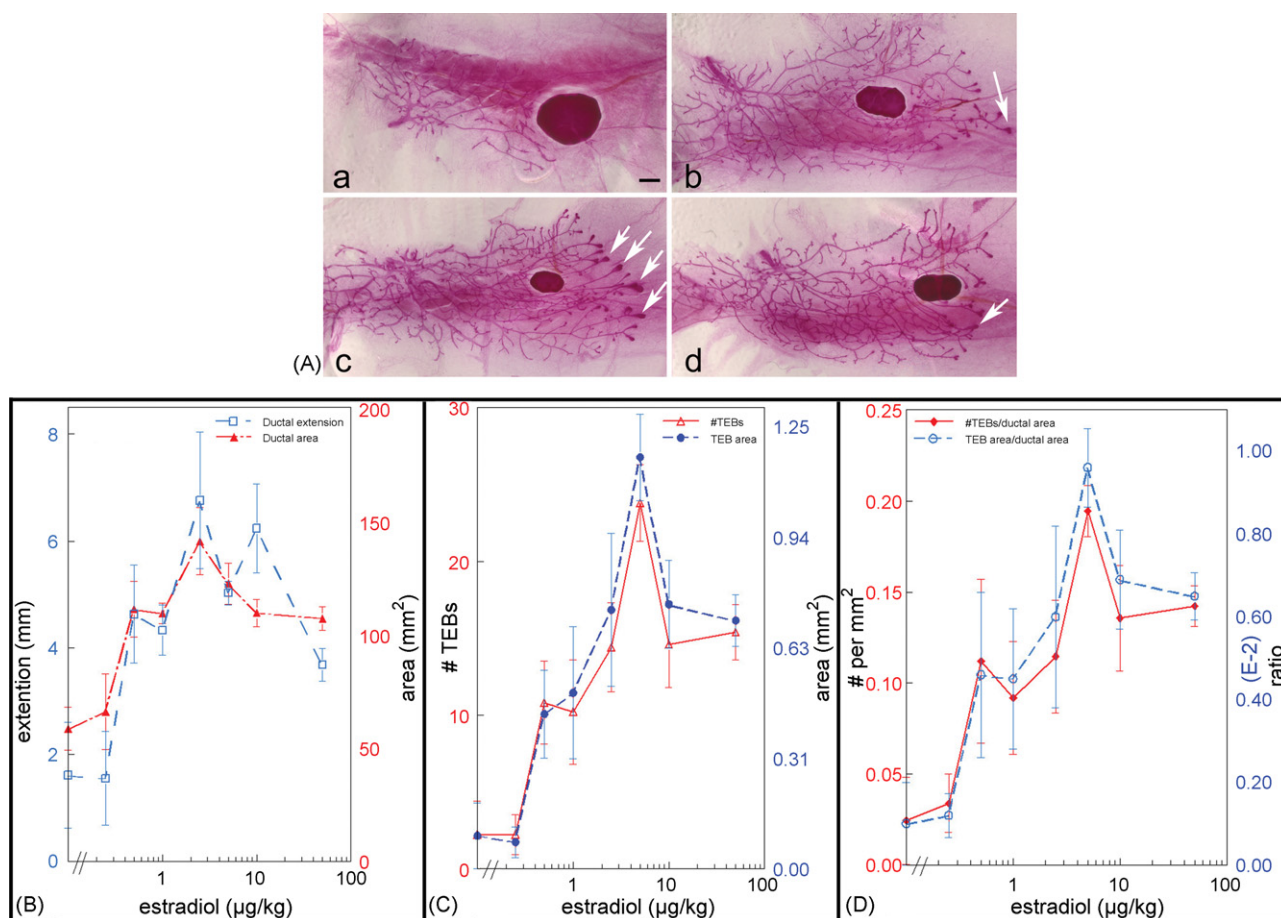 a
b
c
d
(A)
Ductal extension
Ductal area
extention (mm)
8
6
4
2
0
200
150
100
50
0
area (mm²)
1 10 100
estradiol (µg/kg)
(B)
#TEBs
TEB area
# TEBs
30
20
10
0
1.25
0.94
0.63
0.31
0.00
area (mm²)
1 10 100
estradiol (µg/kg)
(C)
#TEBs/ductal area
TEB area/ductal area
# per mm²
0.25
0.20
0.15
0.10
0.05
0.00
1.00
0.80
0.60
0.40
0.20
0.00
(E-2)
ratio
1 10 100
estradiol (µg/kg)
(D)